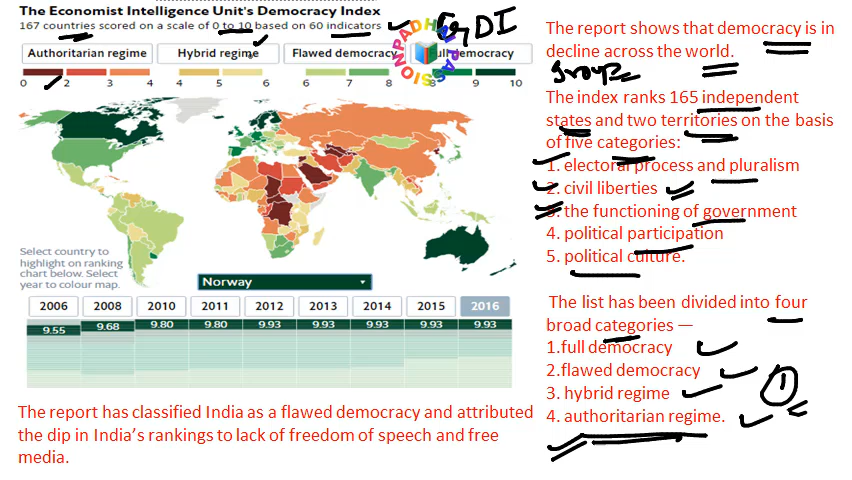 The Economist Intelligence Unit's Democracy Index
167 countries scored on a scale of 0 to 10 based on 60 indicators
Authoritarian regime
Hybrid regime
Flawed democracy
democracy
0 2 3 4 4 5 6 6 7 8 8 9 10
Select country to
highlight on ranking
chart below. Select
year to colour map.
Norway
2006 2008 2010 2011 2012 2013 2014 2015 2016
9.55 9.68 9.80 9.80 9.93 9.93 9.93 9.93 9.93
The report has classified India as a flawed democracy and attributed
the dip in India's rankings to lack of freedom of speech and free
media.
The report shows that democracy is in
decline across the world.
The index ranks 165 independent
states and two territories on the basis
of five categories:
1. electoral process and pluralism
2. civil liberties
3. the functioning of government
4. political participation
5. political culture.
The list has been divided into four
broad categories —
1.full democracy
2.flawed democracy
3. hybrid regime
4. authoritarian regime.
1